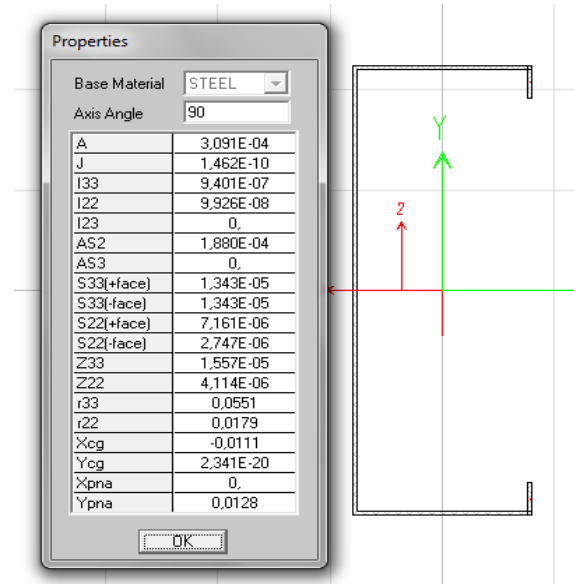 Properties
Base Material STEEL
Axis Angle 90
A 3,091E-04
J 1,462E-10
I33 9,401E-07
I22 9,926E-08
I23 0,
AS2 1,880E-04
AS3 0,
S33(+face) 1,343E-05
S33(-face) 1,343E-05
S22(+face) 7,161E-06
S22(-face) 2,747E-06
Z33 1,557E-05
Z22 4,114E-06
r33 0,0551
r22 0,0179
Xcg -0,0111
Ycg 2,341E-20
Xpna 0,
Ypna 0,0128
OK
Y
2